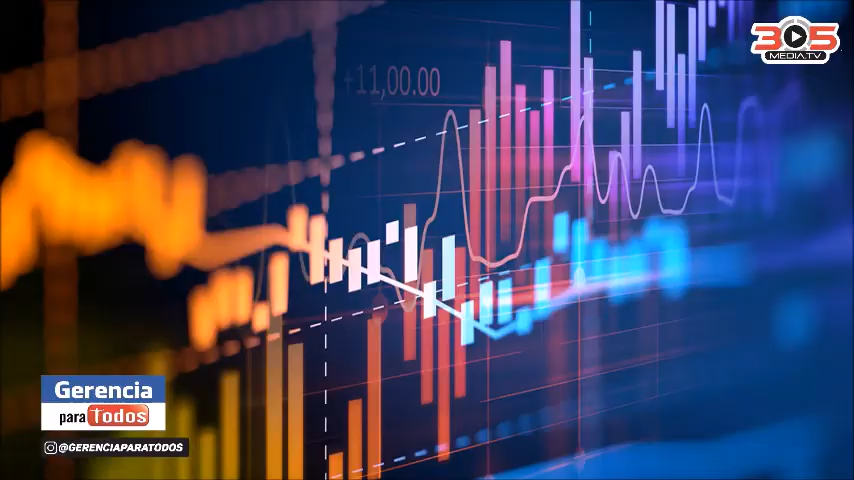 305
MEDIA.TV
+11,00.00
Gerencia
para Todos
@GERENCIAPARATODOS